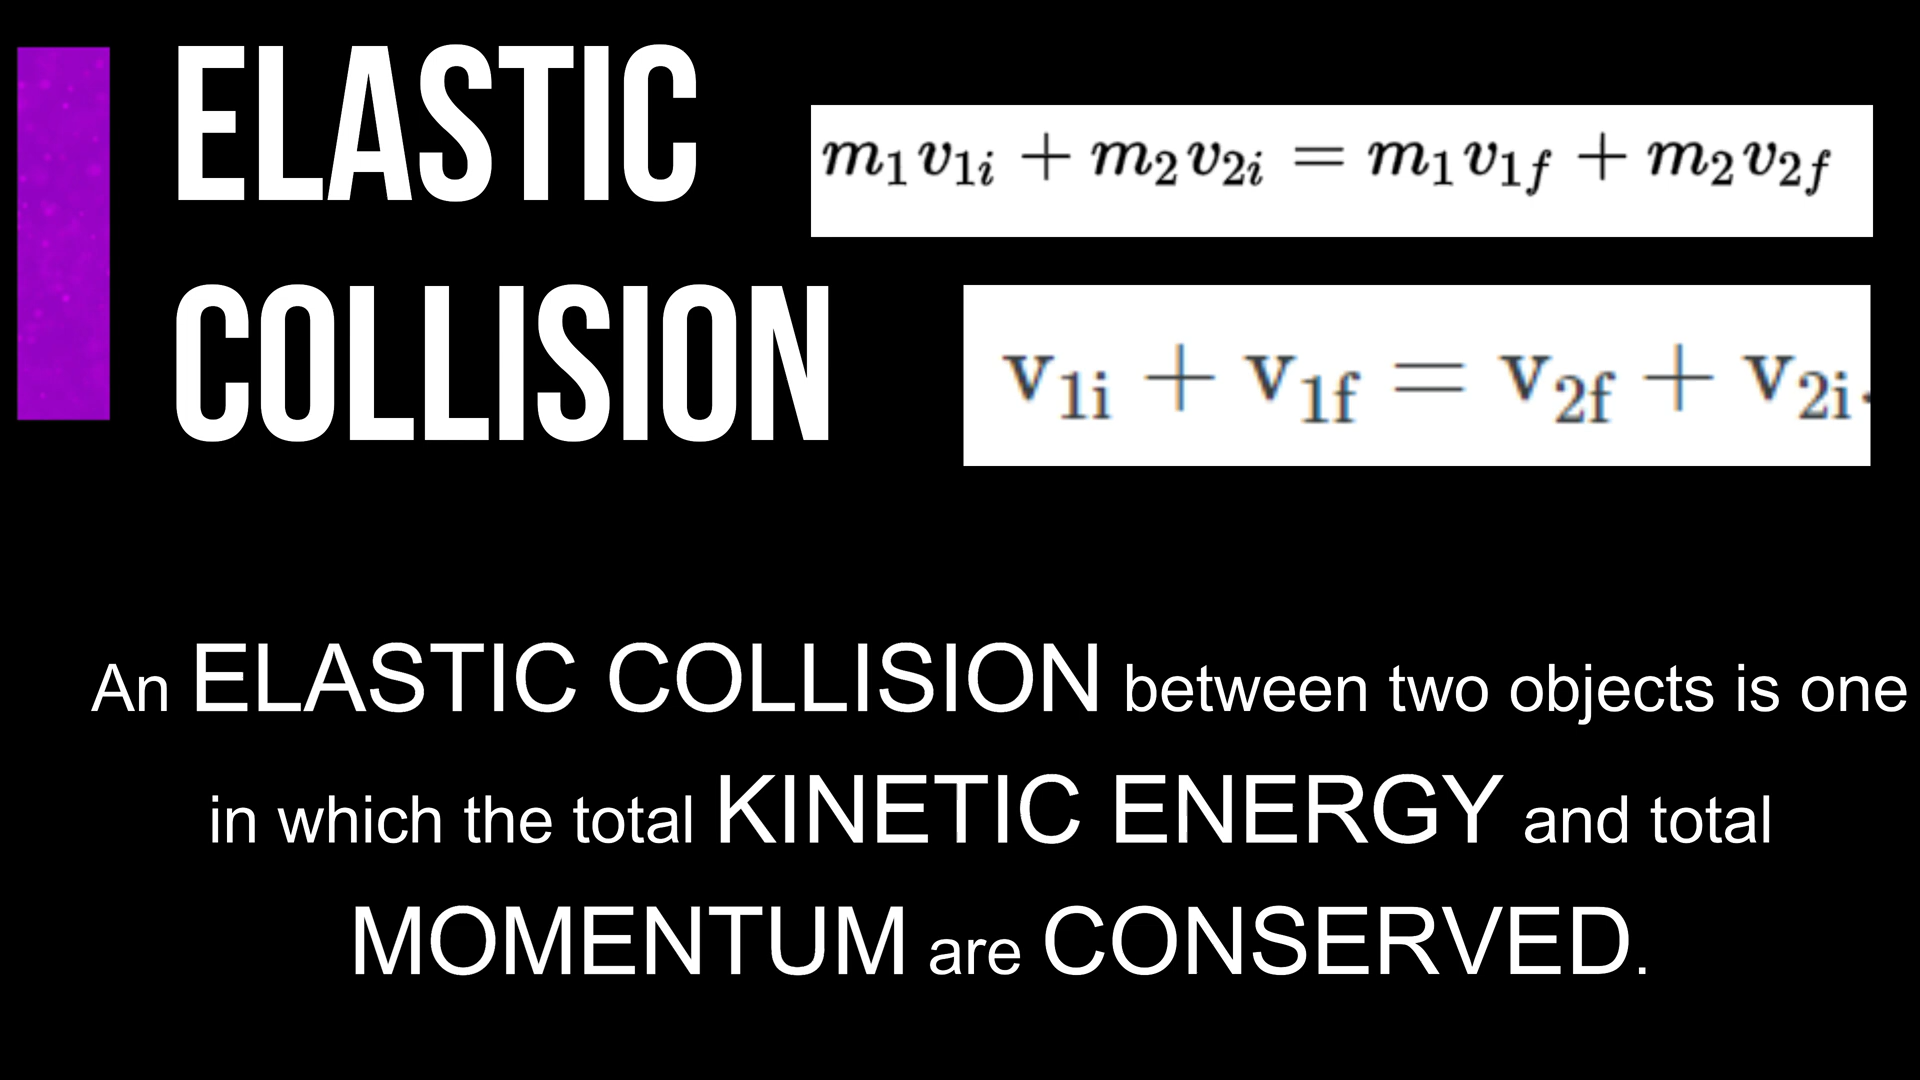 ELASTIC
COLLISION
m₁v₁ᵢ + m₂v₂ᵢ = m₁v₁f + m₂v₂f
v₁ᵢ + v₁f = v₂f + v₂ᵢ.
An ELASTIC COLLISION between two objects is one
in which the total KINETIC ENERGY and total
MOMENTUM are CONSERVED.